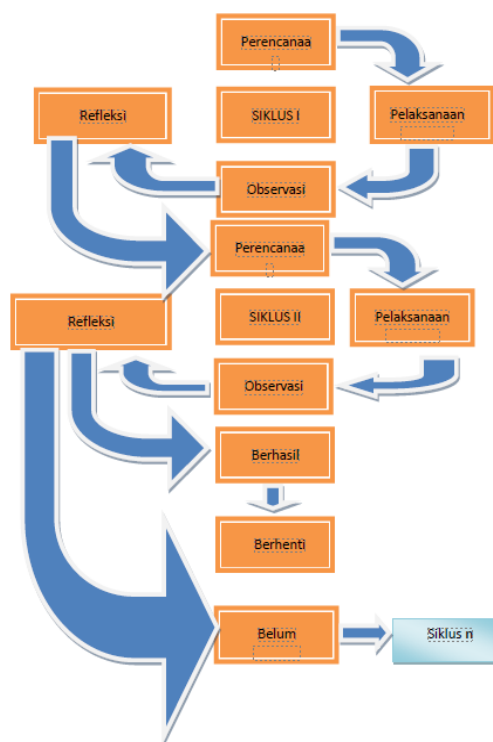 Perencanaa
Refleksi
SIKLUS I
Pelaksanaan
Observasi
Perencanaa
Refleksi
SIKLUS II
Pelaksanaan
Observasi
Berhasil
Berhenti
Belum
Siklus n